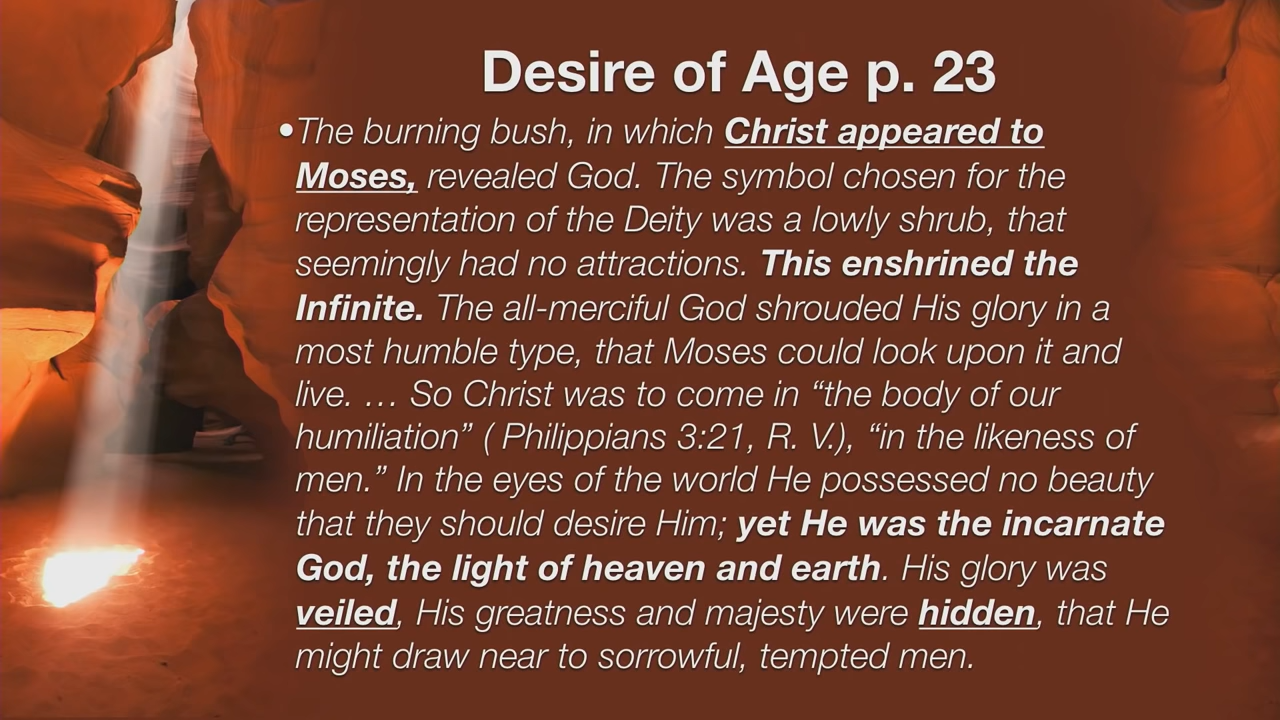 Desire of Age p. 23
•The burning bush, in which Christ appeared to
Moses, revealed God. The symbol chosen for the
representation of the Deity was a lowly shrub, that
seemingly had no attractions. This enshrined the
Infinite. The all-merciful God shrouded His glory in a
most humble type, that Moses could look upon it and
live. … So Christ was to come in “the body of our
humiliation” ( Philippians 3:21, R. V.), “in the likeness of
men.” In the eyes of the world He possessed no beauty
that they should desire Him; yet He was the incarnate
God, the light of heaven and earth. His glory was
veiled, His greatness and majesty were hidden, that He
might draw near to sorrowful, tempted men.